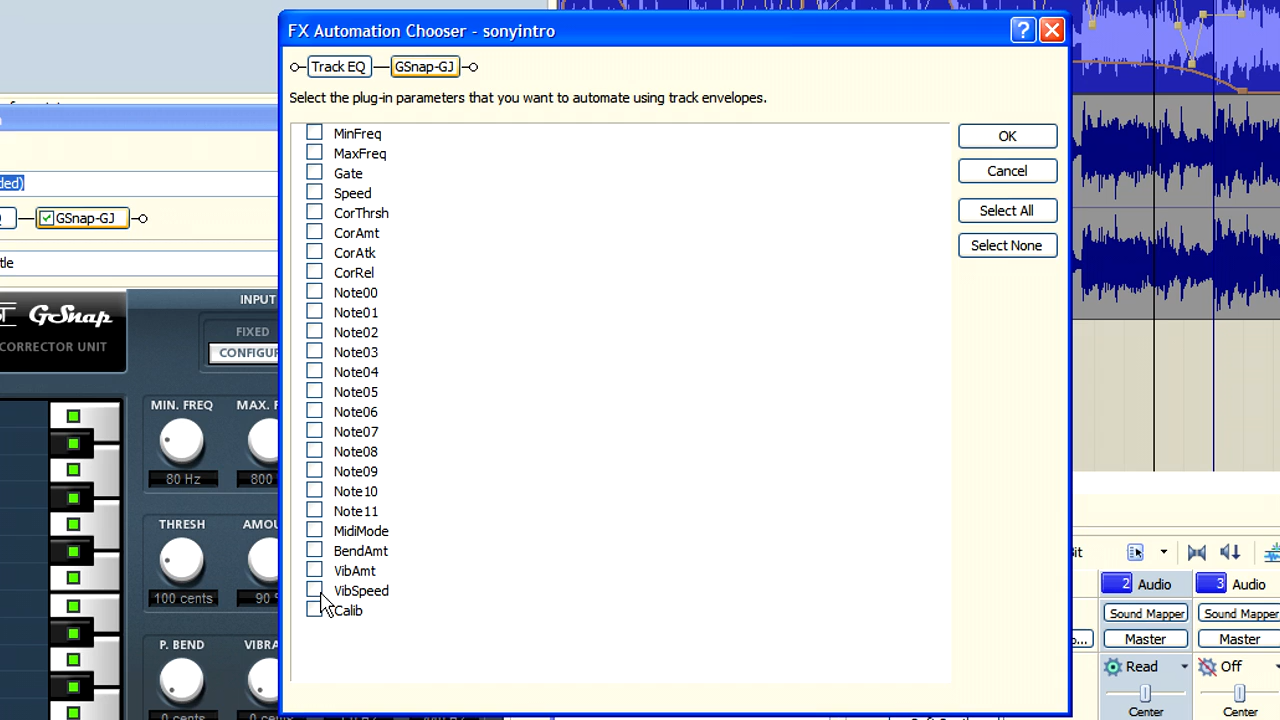 FX Automation Chooser - sonyintro
Track EQ
GSnap-GJ
Select the plug-in parameters that you want to automate using track envelopes.
MinFreq
MaxFreq
Gate
Speed
CorThrsh
CorAmt
CorAtk
CorRel
Note00
Note01
Note02
Note03
Note04
Note05
Note06
Note07
Note08
Note09
Note10
Note11
MidiMode
BendAmt
VibAmt
VibSpeed
Calib
OK
Cancel
Select All
Select None
ded)
GSnap-GJ
tle
GSnap
CORRECTOR UNIT
INPUT
FIXED
CONFIGU
MIN. FREQ
MAX. F
80 Hz
800
THRESH
AMOU
100 cents
90 %
P. BEND
VIBRA
0 cents
2 Audio
3 Audio
Sound Mapper
Sound Mapper
Master
Master
Read
Off
Center
Center